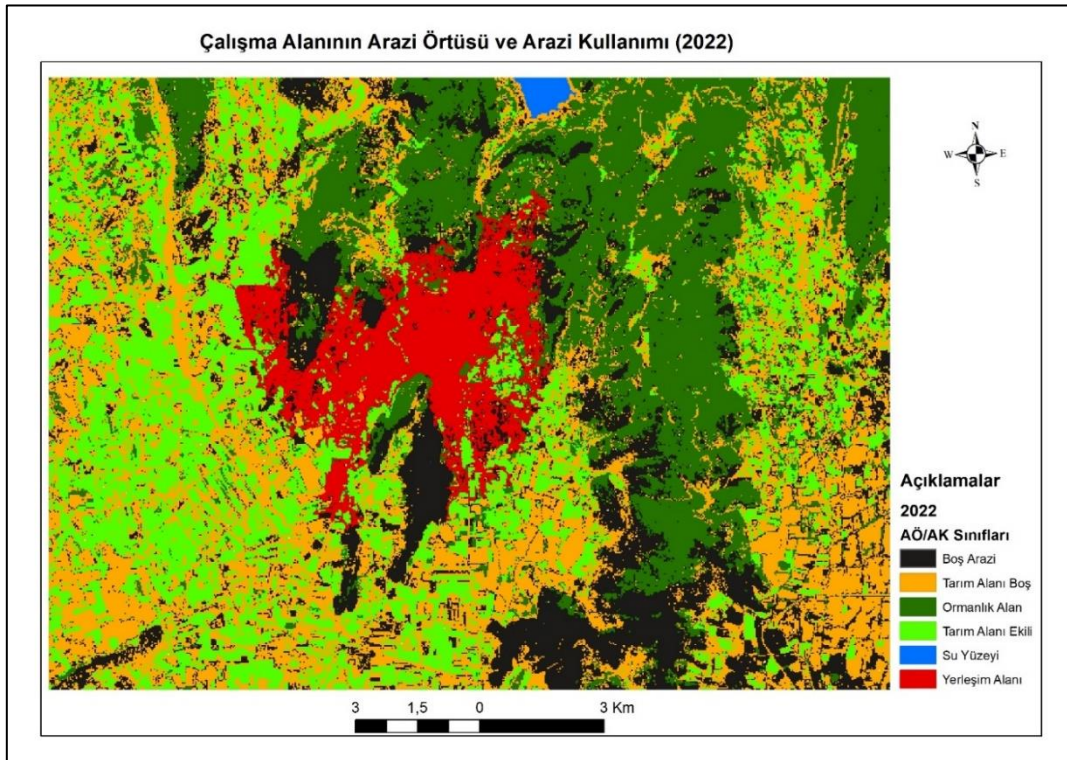 Çalışma Alanının Arazi Örtüsü ve Arazi Kullanımı (2022)
N
W E
S
Açıklamalar
2022
AÖ/AK Sınıfları
Boş Arazi
Tarım Alanı Boş
Ormanlık Alan
Tarım Alanı Ekili
Su Yüzeyi
Yerleşim Alanı
3 1,5 0 3 Km